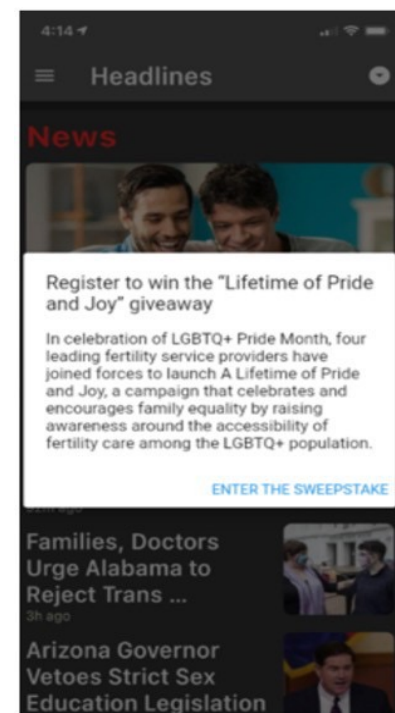 4:14
Headlines
News
Register to win the "Lifetime of Pride
and Joy" giveaway
In celebration of LGBTQ+ Pride Month, four
leading fertility service providers have
joined forces to launch A Lifetime of Pride
and Joy, a campaign that celebrates and
encourages family equality by raising
awareness around the accessibility of
fertility care among the LGBTQ+ population.
ENTER THE SWEEPSTAKE
Families, Doctors
Urge Alabama to
Reject Trans ...
3h ago
Arizona Governor
Vetoes Strict Sex
Education Legislation